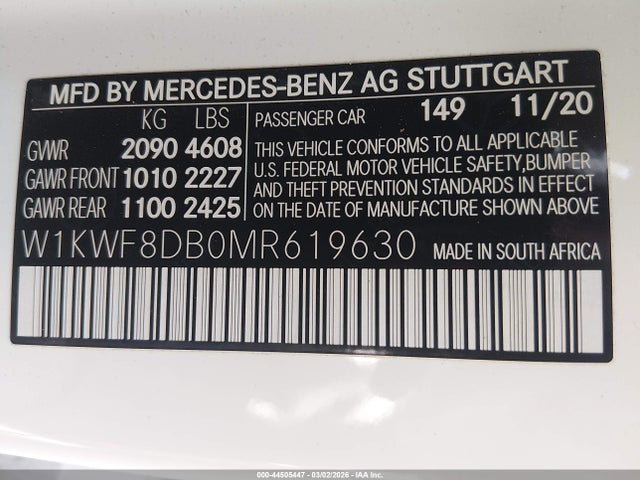 MFD BY MERCEDES-BENZ AG STUTTGART
KG LBS
GVWR 2090 4608
GAWR FRONT 1010 2227
GAWR REAR 1100 2425
PASSENGER CAR 149 11/20
THIS VEHICLE CONFORMS TO ALL APPLICABLE
U.S. FEDERAL MOTOR VEHICLE SAFETY,BUMPER
AND THEFT PREVENTION STANDARDS IN EFFECT
ON THE DATE OF MANUFACTURE SHOWN ABOVE
W1KWF8DB0MR619630 MADE IN SOUTH AFRICA
000-44505447 - 03/02/2026 - IAA Inc.